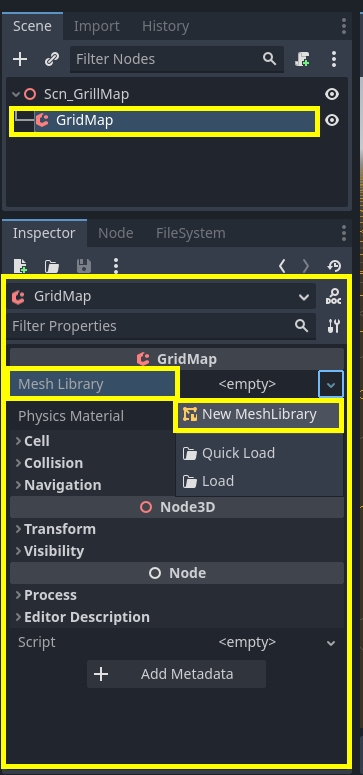 Scene Import History
Filter Nodes
Scn_GrillMap
GridMap
Inspector Node FileSystem
GridMap
DOC
Filter Properties
GridMap
Mesh Library <empty>
Physics Material New MeshLibrary
Cell
Collision Quick Load
Navigation Load
Node3D
Transform
Visibility
Node
Process
Editor Description
Script <empty>
Add Metadata